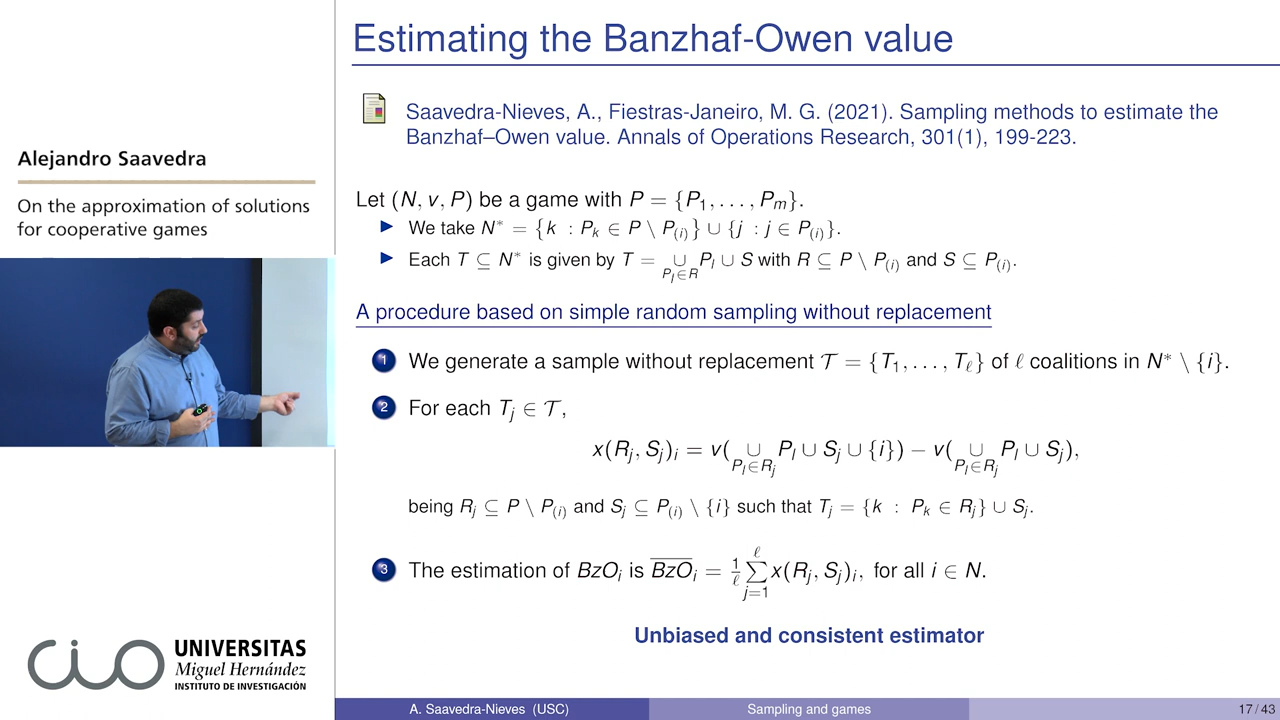 Estimating the Banzhaf-Owen value
Saavedra-Nieves, A., Fiestras-Janeiro, M. G. (2021). Sampling methods to estimate the
Banzhaf–Owen value. Annals of Operations Research, 301(1), 199-223.
Alejandro Saavedra
On the approximation of solutions
for cooperative games
Let (N, v, P) be a game with P = {P₁, . . . , Pₘ}.
▶ We take N* = {k : Pₖ ∈ P \ P₍ᵢ₎} ∪ {j : j ∈ P₍ᵢ₎}.
▶ Each T ⊆ N* is given by T = ∪_{Pₗ∈R} Pₗ ∪ S with R ⊆ P \ P₍ᵢ₎ and S ⊆ P₍ᵢ₎.
A procedure based on simple random sampling without replacement
1 We generate a sample without replacement 𝒯 = {T₁, . . . , T_ℓ} of ℓ coalitions in N* \ {i}.
2 For each Tⱼ ∈ 𝒯,
x(Rⱼ, Sⱼ)ᵢ = v(∪_{Pₗ∈Rⱼ} Pₗ ∪ Sⱼ ∪ {i}) − v(∪_{Pₗ∈Rⱼ} Pₗ ∪ Sⱼ),
being Rⱼ ⊆ P \ P₍ᵢ₎ and Sⱼ ⊆ P₍ᵢ₎ \ {i} such that Tⱼ = {k : Pₖ ∈ Rⱼ} ∪ Sⱼ.
3 The estimation of BzOᵢ is \overline{BzO}ᵢ = 1/ℓ ∑_{j=1}^{ℓ} x(Rⱼ, Sⱼ)ᵢ, for all i ∈ N.
Unbiased and consistent estimator
CIO
UNIVERSITAS
Miguel Hernández
INSTITUTO DE INVESTIGACIÓN
A. Saavedra-Nieves (USC)
Sampling and games
17 / 43